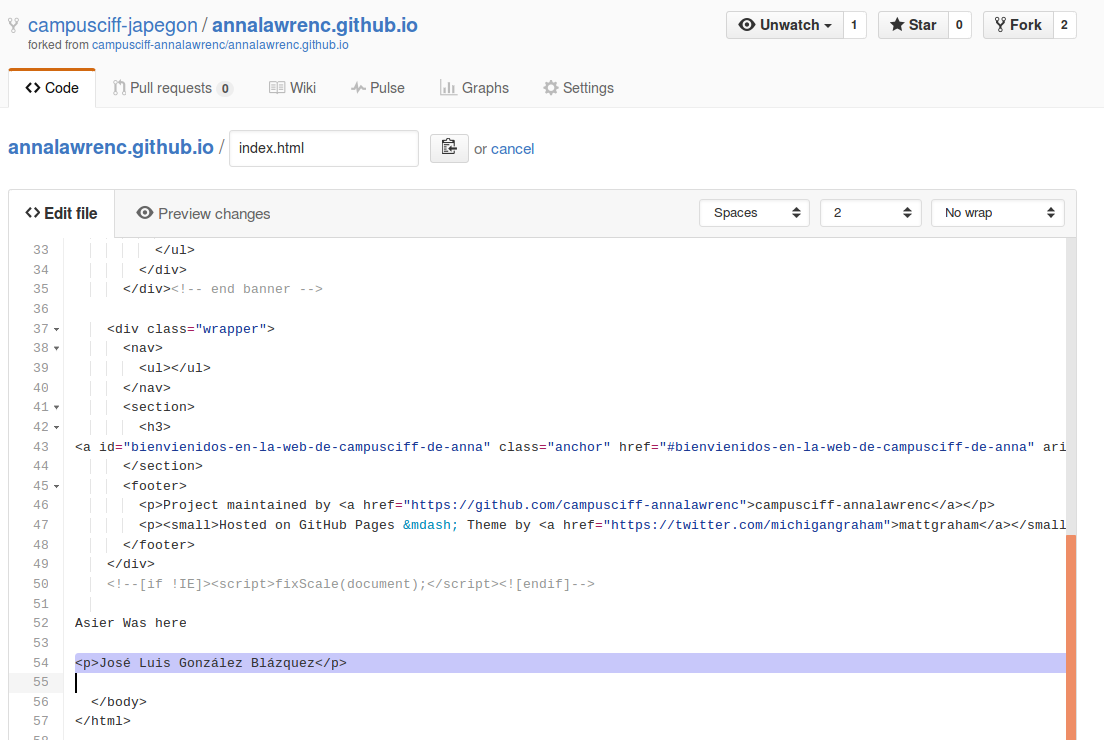 campusciff-japegon / annalawrenc.github.io
forked from campusciff-annalawrenc/annalawrenc.github.io
Unwatch 1 Star 0 Fork 2
Code Pull requests 0 Wiki Pulse Graphs Settings
annalawrenc.github.io / index.html or cancel
Edit file Preview changes Spaces 2 No wrap
33 </ul>
34 </div>
35 </div><!-- end banner -->
36
37 <div class="wrapper">
38 <nav>
39 <ul></ul>
40 </nav>
41 <section>
42 <h3>
43 <a id="bienvienidos-en-la-web-de-campusciff-de-anna" class="anchor" href="#bienvienidos-en-la-web-de-campusciff-de-anna" ari
44 </section>
45 <footer>
46 <p>Project maintained by <a href="https://github.com/campusciff-annalawrenc">campusciff-annalawrenc</a></p>
47 <p><small>Hosted on GitHub Pages &mdash; Theme by <a href="https://twitter.com/michigangraham">mattgraham</a></small
48 </footer>
49 </div>
50 <!--[if !IE]><script>fixScale(document);</script><![endif]-->
51
52 Asier Was here
53
54 <p>José Luis González Blázquez</p>
55
56 </body>
57 </html>
58